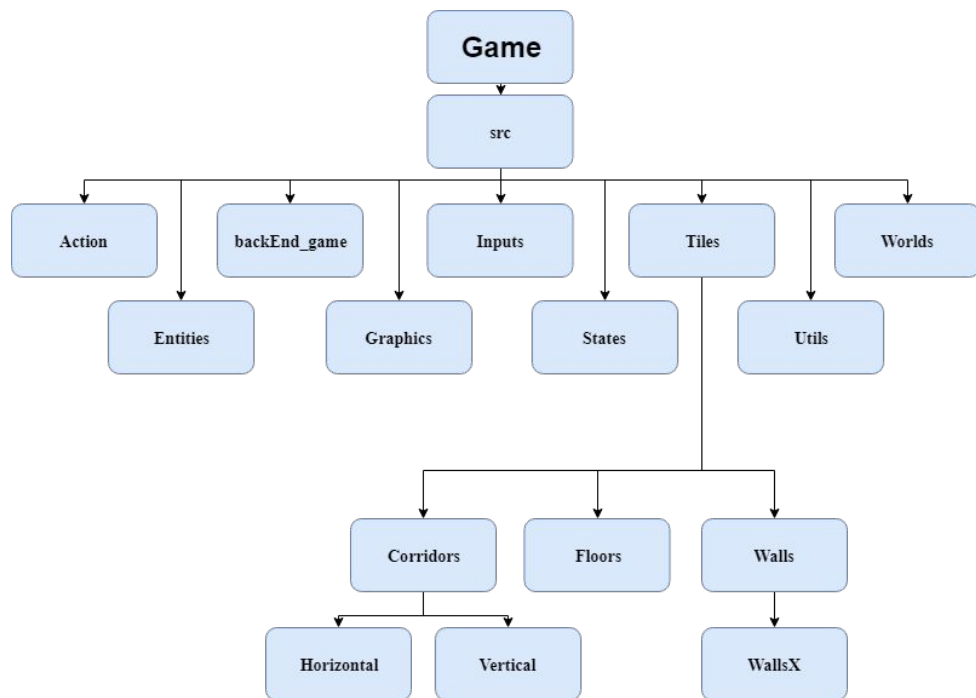 Game
src
Action
backEnd_game
Inputs
Tiles
Worlds
Entities
Graphics
States
Utils
Corridors
Floors
Walls
Horizontal
Vertical
WallsX